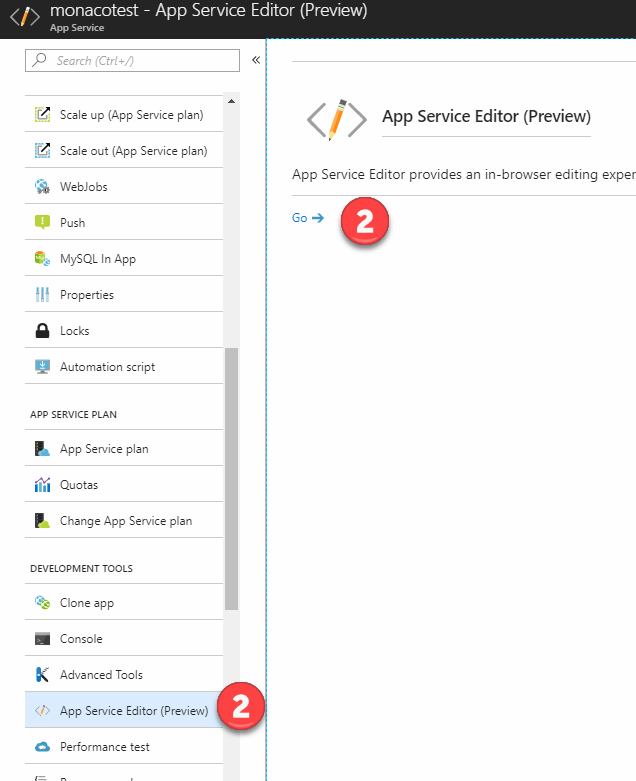 monacotest - App Service Editor (Preview)
App Service
Search (Ctrl+/)
«
Scale up (App Service plan)
Scale out (App Service plan)
WebJobs
Push
MySQL In App
Properties
Locks
Automation script
APP SERVICE PLAN
App Service plan
Quotas
Change App Service plan
DEVELOPMENT TOOLS
Clone app
Console
Advanced Tools
App Service Editor (Preview)
2
Performance test
App Service Editor (Preview)
App Service Editor provides an in-browser editing exper
Go →
2